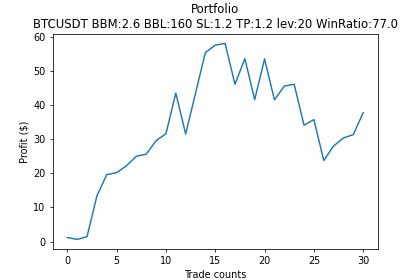 Portfolio
BTCUSDT BBM:2.6 BBL:160 SL:1.2 TP:1.2 lev:20 WinRatio:77.0
60
50
40
30
20
10
0
Profit ($)
0 5 10 15 20 25 30
Trade counts